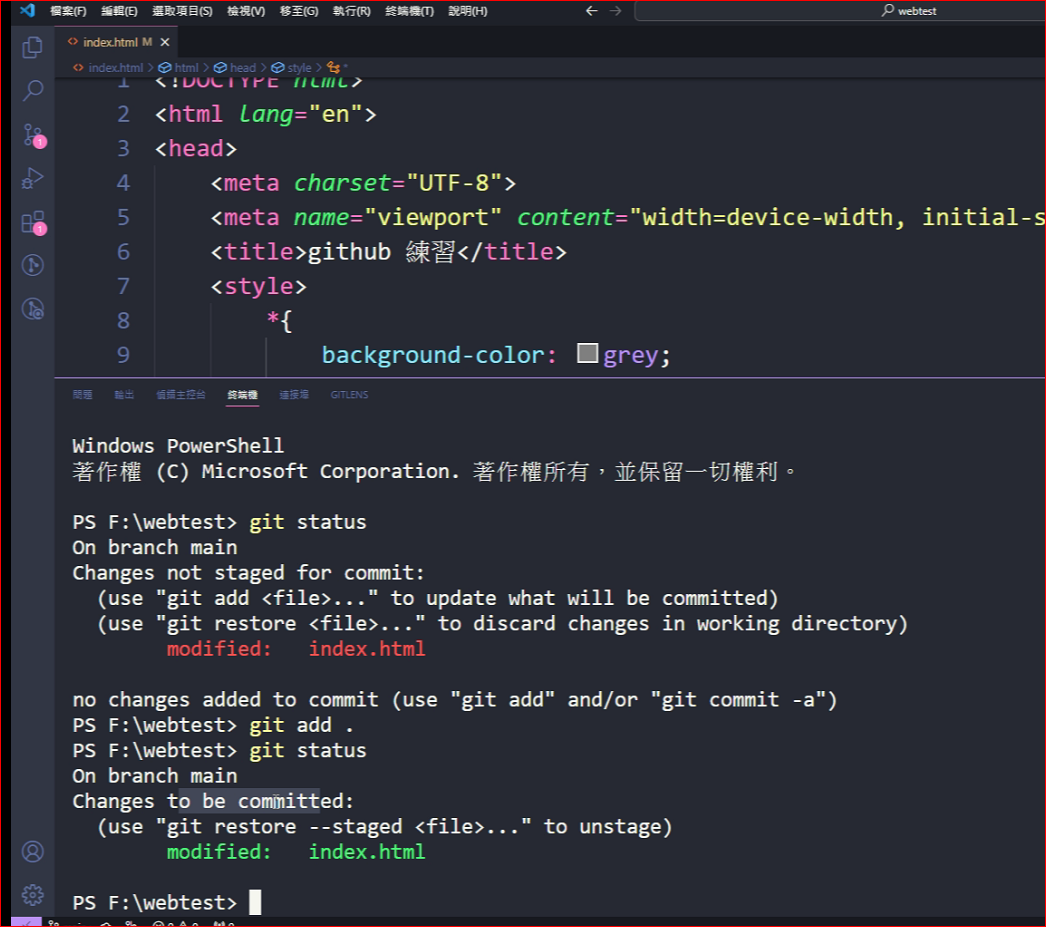 檔案(F) 編輯(E) 選取項目(S) 檢視(V) 移至(G) 執行(R) 終端機(T) 說明(H) webtest
index.html M
index.html > html > head > style > *
1 <!DOCTYPE html>
2 <html lang="en">
3 <head>
4 <meta charset="UTF-8">
5 <meta name="viewport" content="width=device-width, initial-s
6 <title>github 練習</title>
7 <style>
8 *{
9 background-color: grey;
問題 輸出 偵錯主控台 終端機 連接埠 GITLENS
Windows PowerShell
著作權 (C) Microsoft Corporation. 著作權所有，並保留一切權利。
PS F:\webtest> git status
On branch main
Changes not staged for commit:
(use "git add <file>..." to update what will be committed)
(use "git restore <file>..." to discard changes in working directory)
modified: index.html
no changes added to commit (use "git add" and/or "git commit -a")
PS F:\webtest> git add .
PS F:\webtest> git status
On branch main
Changes to be committed:
(use "git restore --staged <file>..." to unstage)
modified: index.html
PS F:\webtest>